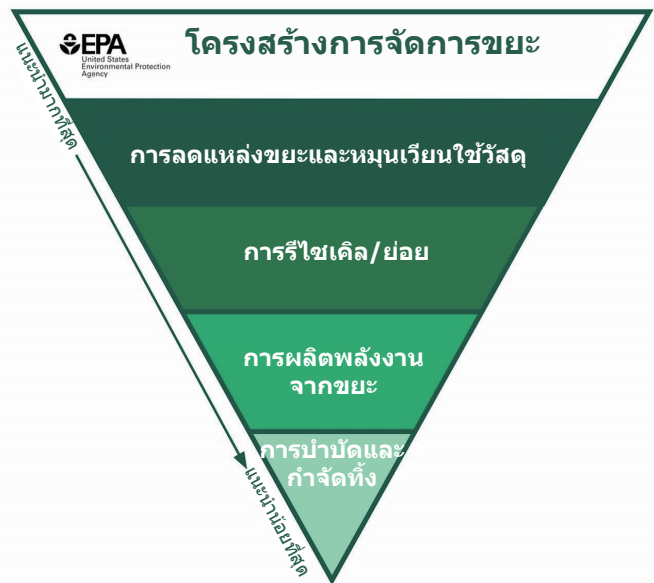 EPA
United States
Environmental Protection
Agency
โครงสร้างการจัดการขยะ
แนะนำมากที่สุด
การลดแหล่งขยะและหมุนเวียนใช้วัสดุ
การรีไซเคิล/ย่อย
การผลิตพลังงาน
จากขยะ
การบำบัดและ
กำจัดทิ้ง
แนะนำน้อยที่สุด